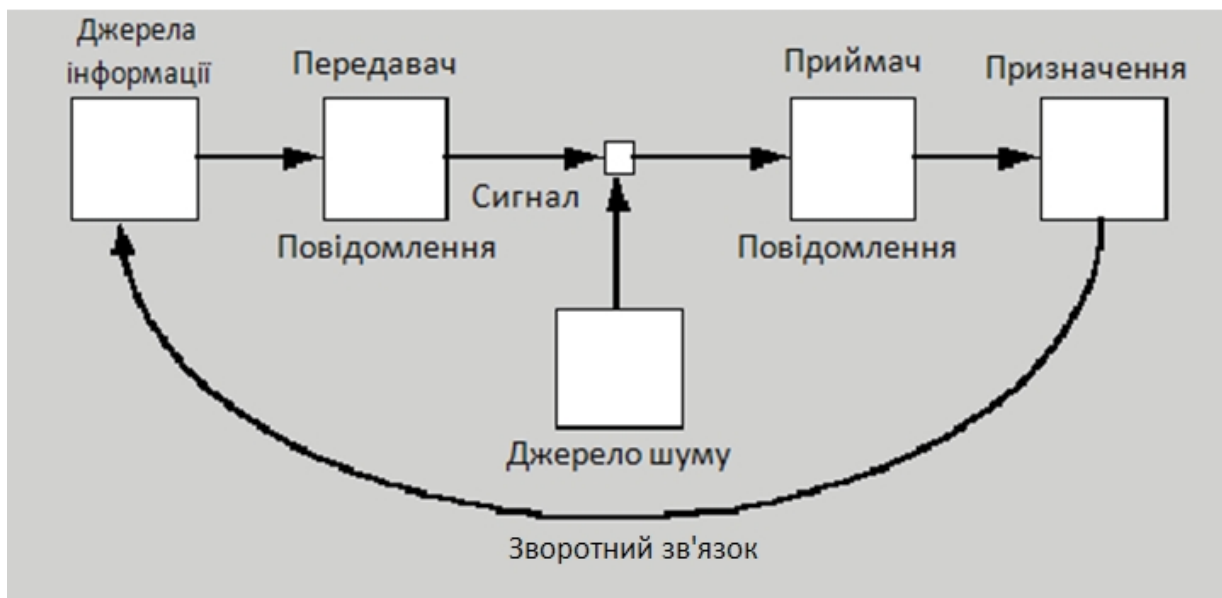 Джерела
інформації
Передавач
Приймач
Призначення
Сигнал
Повідомлення
Повідомлення
Джерело шуму
Зворотний зв'язок